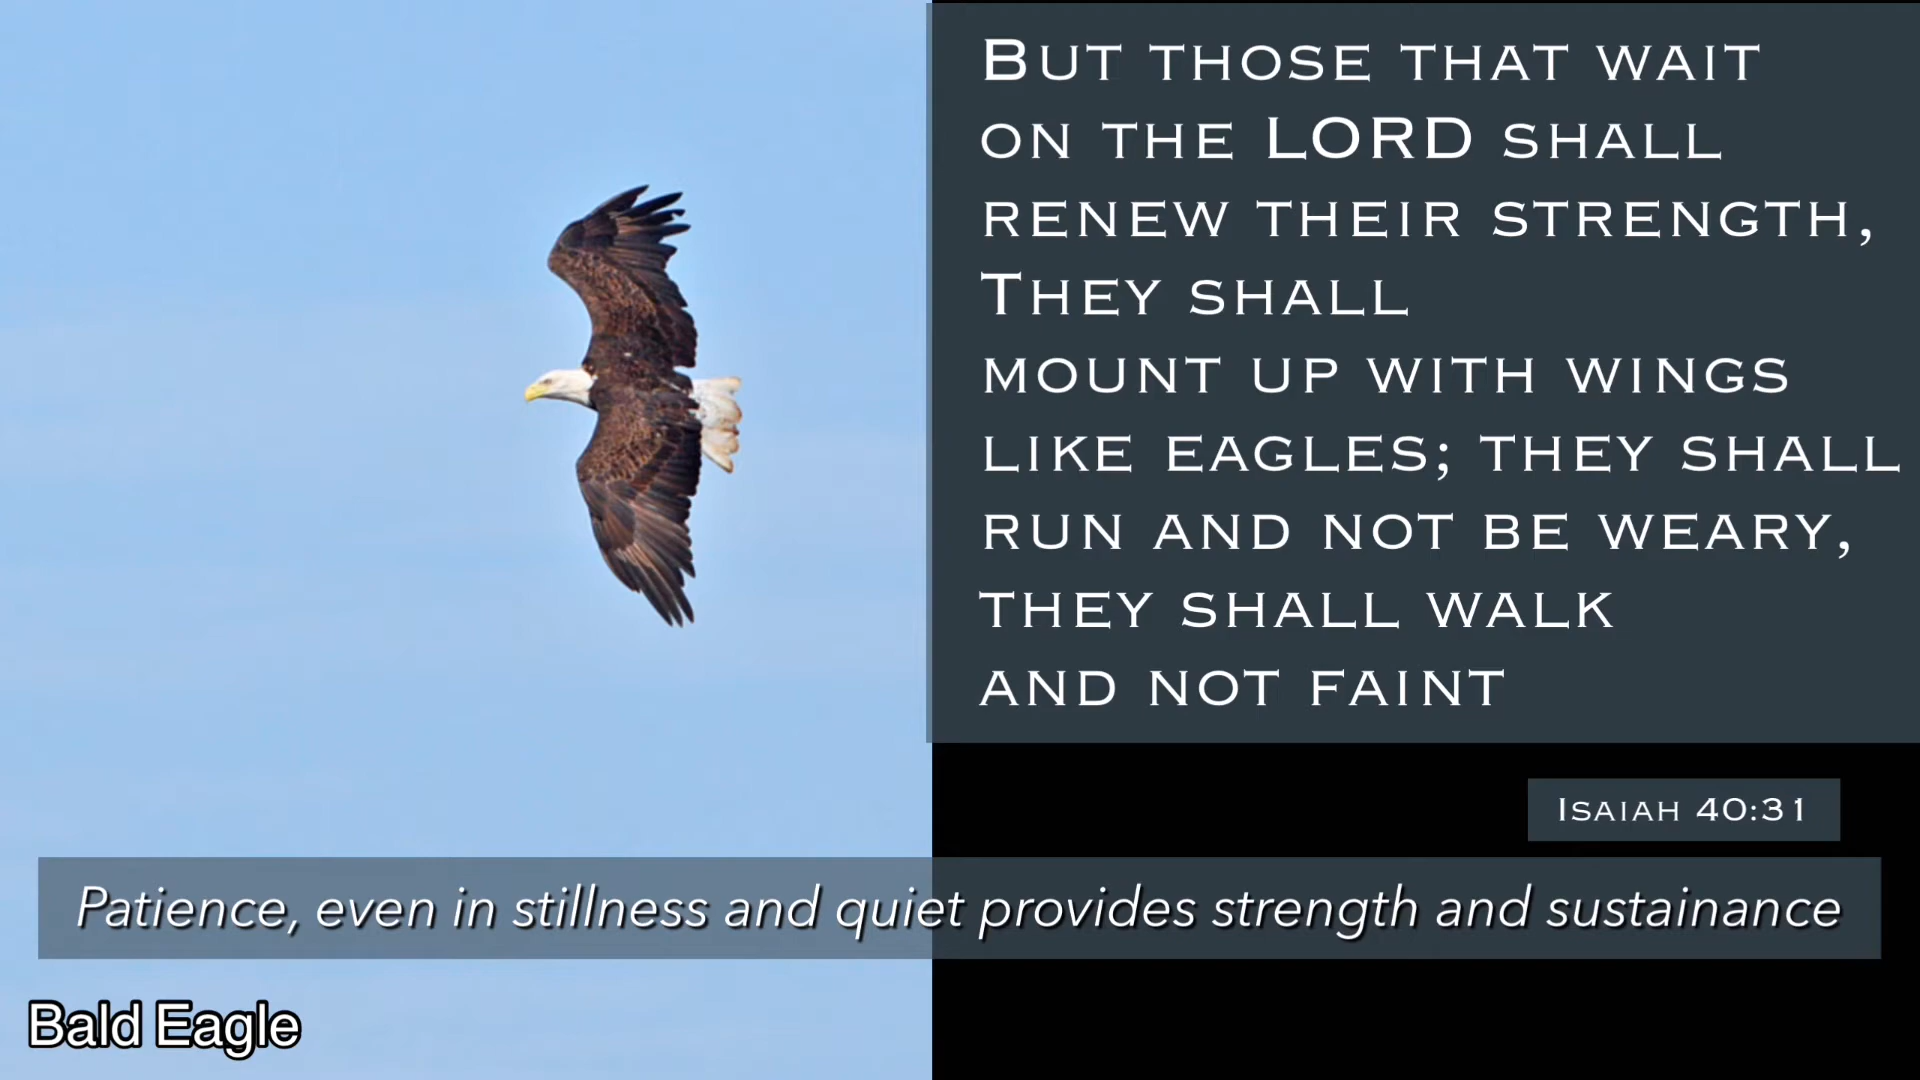 But those that wait
on the LORD shall
renew their strength,
They shall
mount up with wings
like eagles; they shall
run and not be weary,
they shall walk
and not faint
Isaiah 40:31
Patience, even in stillness and quiet provides strength and sustainance
Bald Eagle